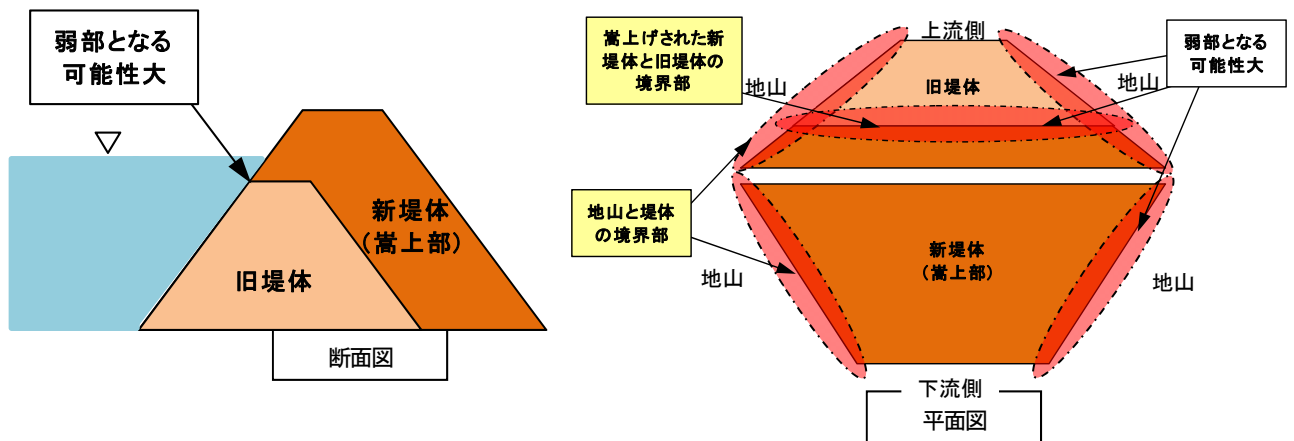 弱部となる
可能性大
新堤体
(嵩上部)
旧堤体
断面図
上流側
嵩上げされた新
堤体と旧堤体の
境界部
弱部となる
可能性大
地山
地山
旧堤体
地山と堤体
の境界部
新堤体
(嵩上部)
地山
地山
下流側
平面図